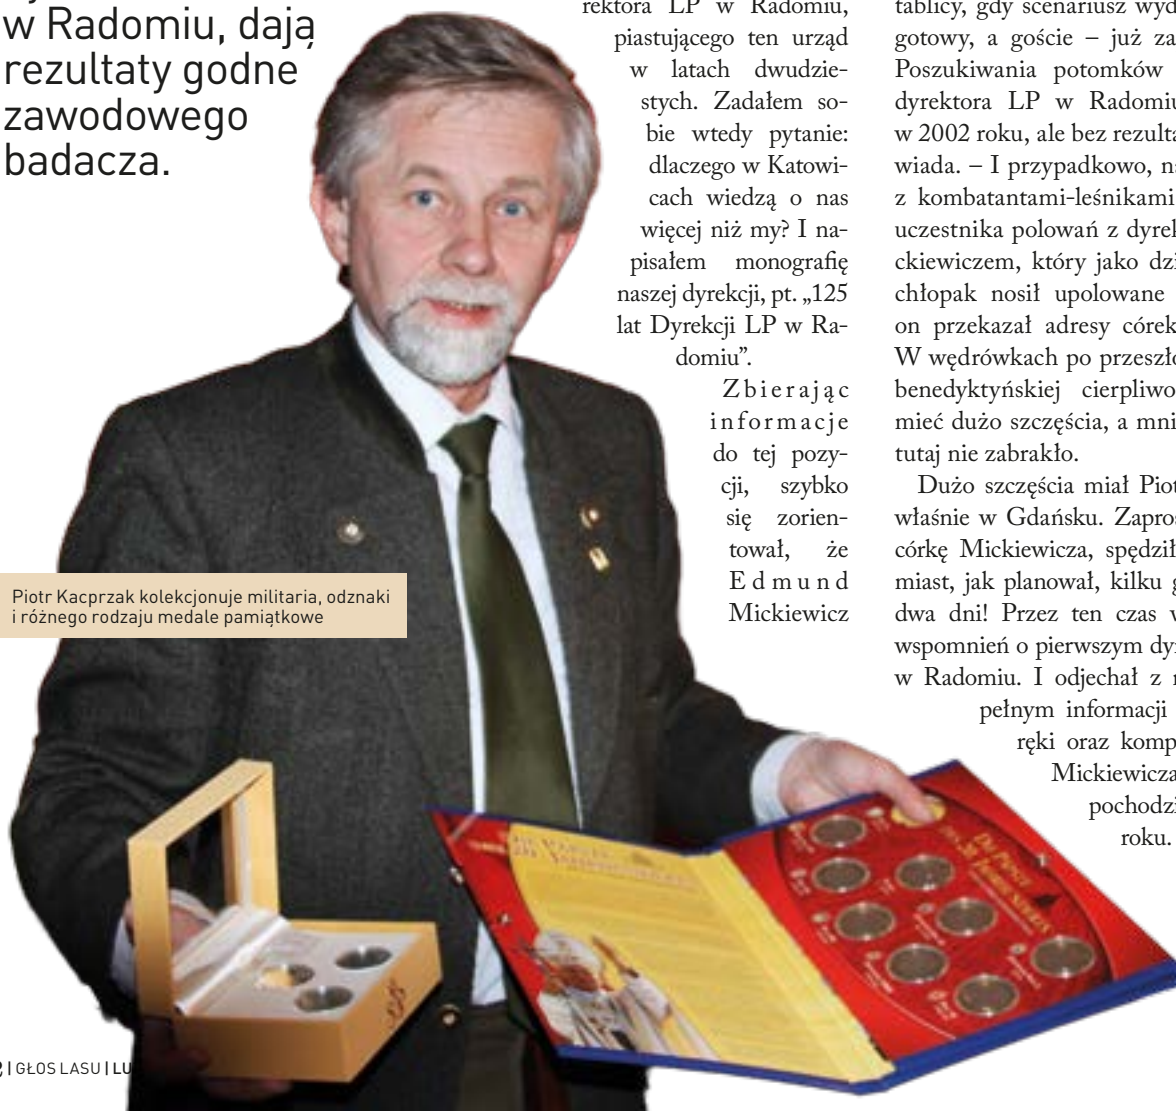 w Radomiu, dają
rezultaty godne
zawodowego
badacza.
rektora LP w Radomiu,
piastującego ten urząd
w latach dwudzie-
stych. Zadałem so-
bie wtedy pytanie:
dlaczego w Katowi-
cach wiedzą o nas
więcej niż my? I na-
pisałem monografię
naszej dyrekcji, pt. „125
lat Dyrekcji LP w Ra-
domiu”.
Zbierając
informacje
do tej pozy-
cji, szybko
się zorien-
tował, że
Edmund
Mickiewicz
tablicy, gdy scenariusz wyd
gotowy, a goście – już za
Poszukiwania potomków
dyrektora LP w Radomiu
w 2002 roku, ale bez rezulta
wiada. – I przypadkowo, na
z kombatantami-leśnikami
uczestnika polowań z dyrek
ckiewiczem, który jako dzi
chłopak nosił upolowane
on przekazał adresy córek
W wędrówkach po przeszło
benedyktyńskiej cierpliwo
mieć dużo szczęścia, a mni
tutaj nie zabrakło.
Dużo szczęścia miał Piot
właśnie w Gdańsku. Zapros
córkę Mickiewicza, spędził
miast, jak planował, kilku g
dwa dni! Przez ten czas w
wspomnień o pierwszym dy
w Radomiu. I odjechał z
pełnym informacji
ręki oraz komp
Mickiewicza
pochodzi
roku.
Piotr Kacprzak kolekcjonuje militaria, odznaki
i różnego rodzaju medale pamiątkowe
| GŁOS LASU | LU